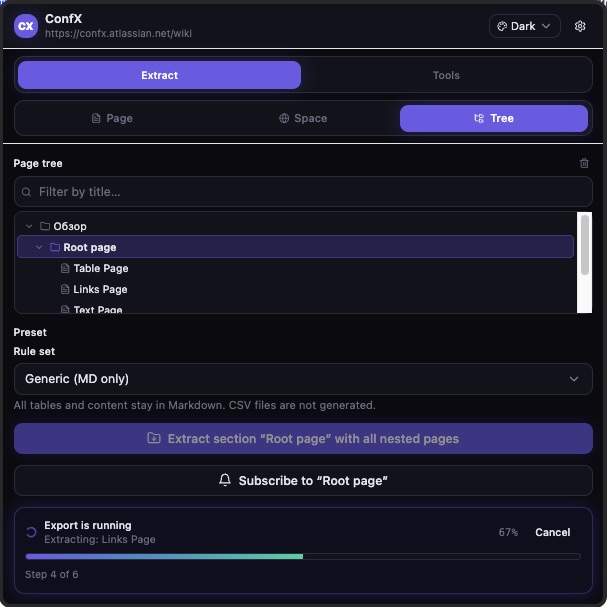 CX
ConfX
https://confx.atlassian.net/wiki
Dark
Extract
Tools
Page
Space
Tree
Page tree
Filter by title...
Обзор
Root page
Table Page
Links Page
Text Page
Preset
Rule set
Generic (MD only)
All tables and content stay in Markdown. CSV files are not generated.
Extract section “Root page” with all nested pages
Subscribe to “Root page”
Export is running
Extracting: Links Page
67%
Cancel
Step 4 of 6